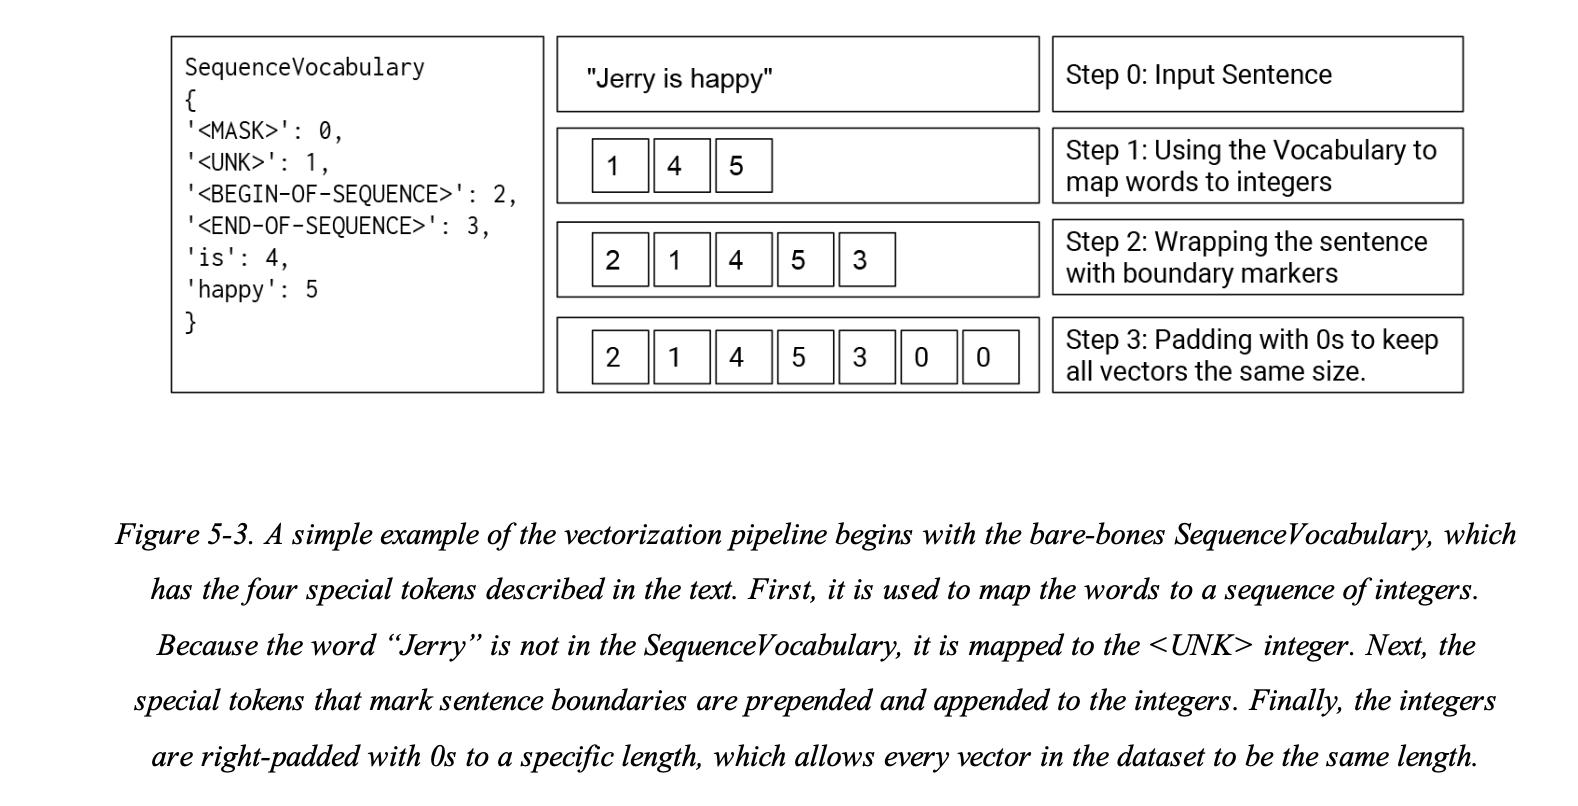 SequenceVocabulary
{
'<MASK>': 0,
'<UNK>': 1,
'<BEGIN-OF-SEQUENCE>': 2,
'<END-OF-SEQUENCE>': 3,
'is': 4,
'happy': 5
}
"Jerry is happy"
Step 0: Input Sentence
1 4 5
Step 1: Using the Vocabulary to
map words to integers
2 1 4 5 3
Step 2: Wrapping the sentence
with boundary markers
2 1 4 5 3 0 0
Step 3: Padding with 0s to keep
all vectors the same size.
Figure 5-3. A simple example of the vectorization pipeline begins with the bare-bones SequenceVocabulary, which
has the four special tokens described in the text. First, it is used to map the words to a sequence of integers.
Because the word “Jerry” is not in the SequenceVocabulary, it is mapped to the <UNK> integer. Next, the
special tokens that mark sentence boundaries are prepended and appended to the integers. Finally, the integers
are right-padded with 0s to a specific length, which allows every vector in the dataset to be the same length.